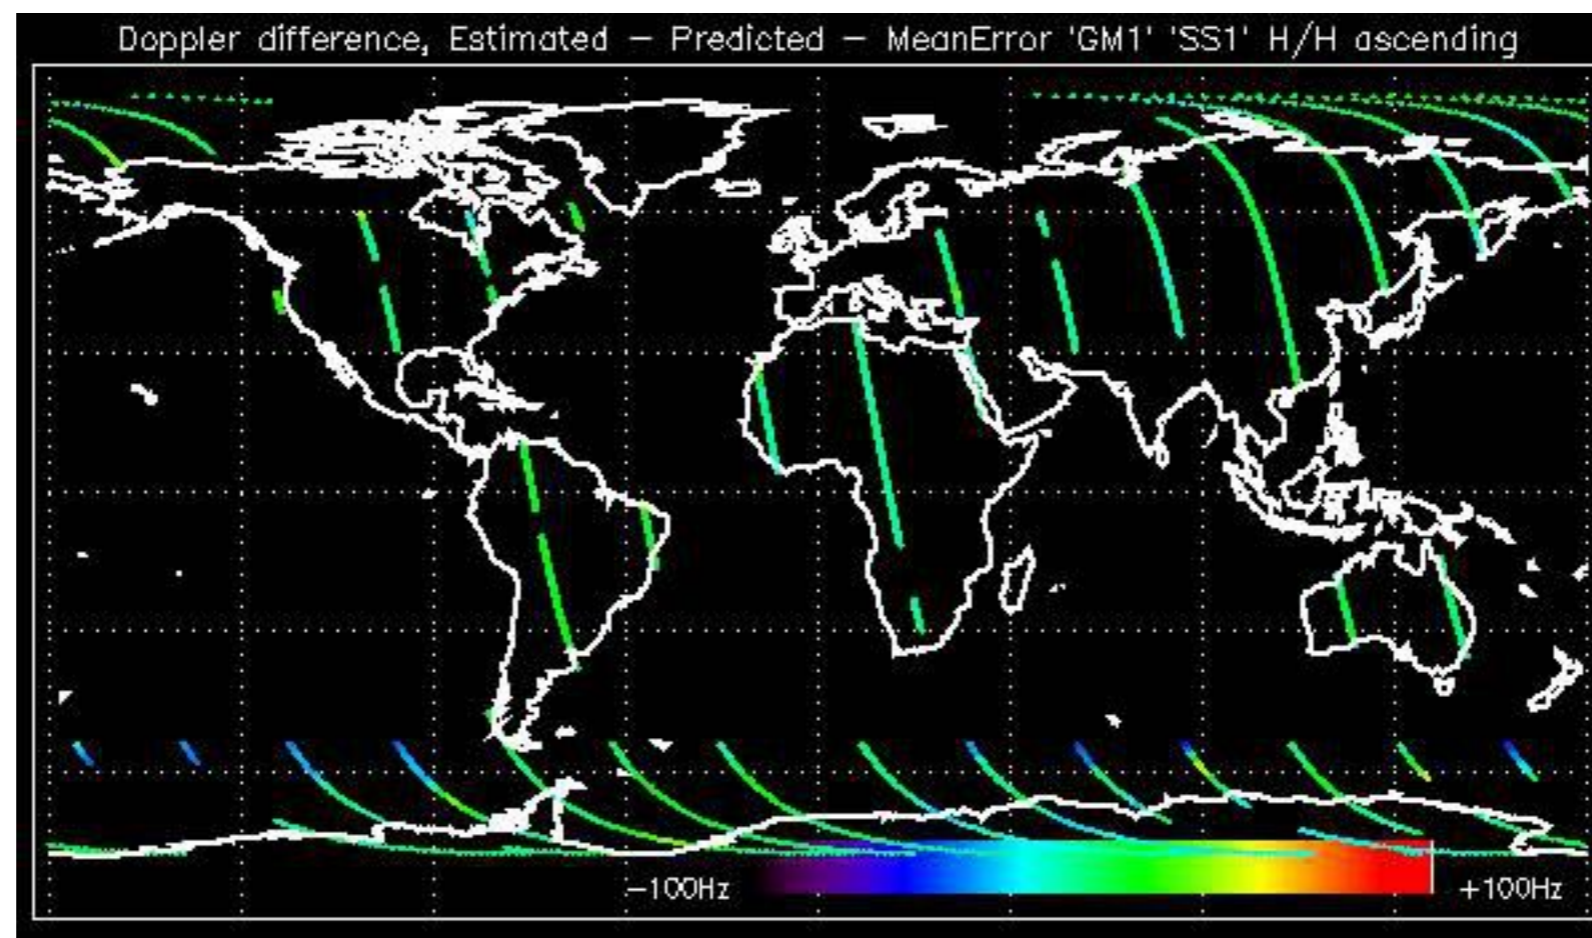 Doppler difference, Estimated – Predicted – MeanError 'GM1' 'SS1' H/H ascending
–100Hz
+100Hz